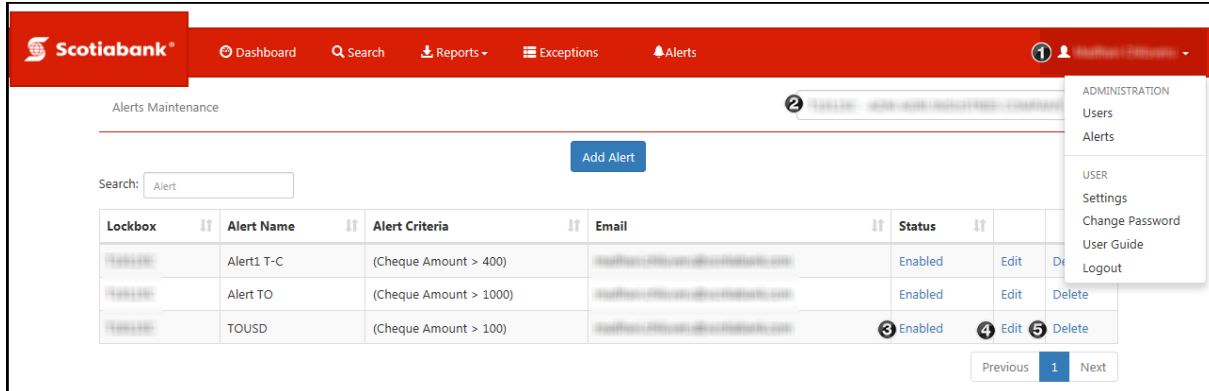 Scotiabank®
Dashboard Search Reports Exceptions Alerts 1
ADMINISTRATION
Alerts Maintenance 2
Users
Alerts
Add Alert
USER
Search: Alert
Settings
Change Password
User Guide
Logout
Lockbox Alert Name Alert Criteria Email Status
Alert1 T-C (Cheque Amount > 400) Enabled Edit De
Alert TO (Cheque Amount > 1000) Enabled Edit Delete
TOUSD (Cheque Amount > 100) 3 Enabled 4 Edit 5 Delete
Previous 1 Next